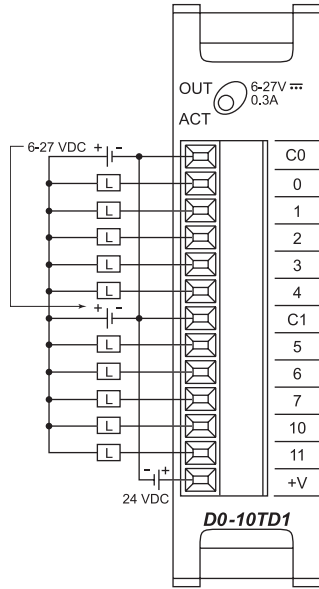 OUT 6-27V ⎓
0.3A
ACT
6-27 VDC + - C0
L 0
L 1
L 2
L 3
L 4
+ - C1
L 5
L 6
L 7
L 10
L 11
- + +V
24 VDC
D0-10TD1